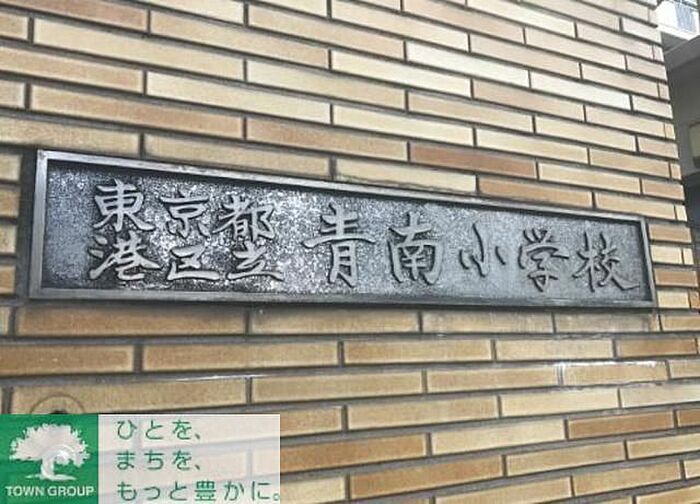 東京都
港区立
青南小学校
TOWN GROUP
ひとを、
まちを、
もっと豊かに。